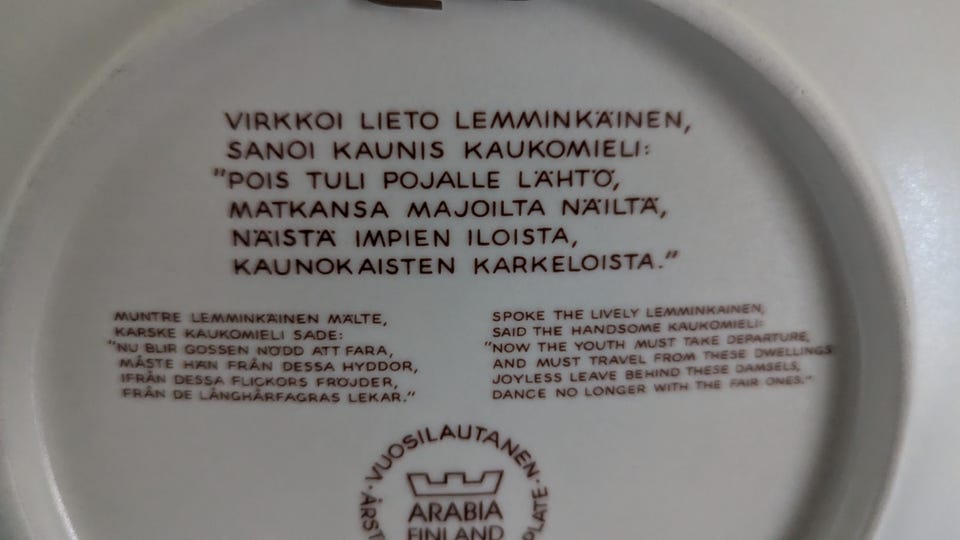 VIRKKOI LIETO LEMMINKÄINEN,
SANOI KAUNIS KAUKOMIELI:
"POIS TULI POJALLE LÄHTÖ,
MATKANSA MAJOILTA NÄILTÄ,
NÄISTÄ IMPIEN ILOISTA,
KAUNOKAISTEN KARKELOISTA."
MUNTRE LEMMINKÄINEN MÄLTE,
KARSKE KAUKOMIELI SADE:
"NU BLIR GOSSEN NÖDD ATT FARA,
MÅSTE HAN FRÅN DESSA HYDDOR,
IFRÅN DESSA FLICKORS FRÖJDER,
FRÅN DE LÅNGHÅRFAGRAS LEKAR."
SPOKE THE LIVELY LEMMINKAINEN,
SAID THE HANDSOME KAUKOMIELI:
"NOW THE YOUTH MUST TAKE DEPARTURE,
AND MUST TRAVEL FROM THESE DWELLINGS
JOYLESS LEAVE BEHIND THESE DAMSELS,
DANCE NO LONGER WITH THE FAIR ONES."
· VUOSILAUTANEN ·
PLATE
ARABIA
FINLAND